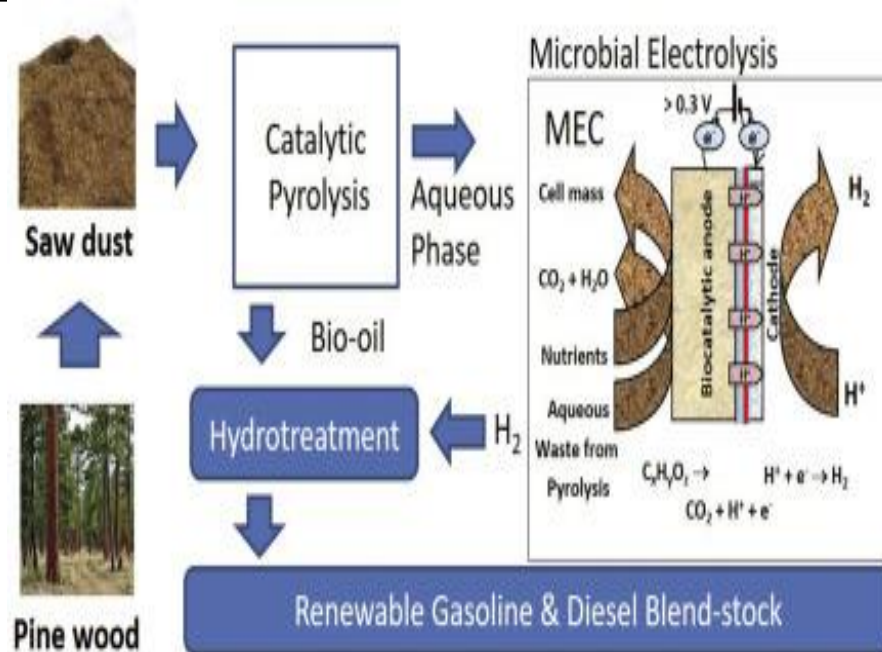 Saw dust
Pine wood
Catalytic
Pyrolysis
Aqueous
Phase
Bio-oil
Hydrotreatment
H₂
Renewable Gasoline & Diesel Blend-stock
Microbial Electrolysis
MEC
> 0.3 V
e⁻
e⁻
Cell mass
CO₂ + H₂O
Nutrients
Aqueous
Waste from
Pyrolysis
Biocatalytic anode
H⁺
H⁺
H⁺
H⁺
Cathode
H₂
H⁺
CₓHᵧO𝓏 →
CO₂ + H⁺ + e⁻
H⁺ + e⁻ → H₂